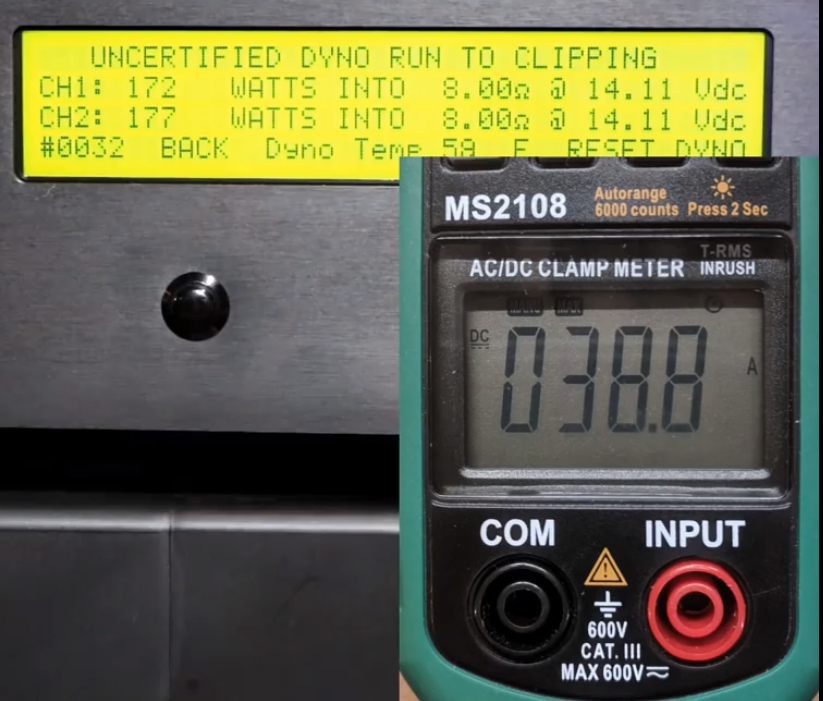 UNCERTIFIED DYNO RUN TO CLIPPING
CH1: 172 WATTS INTO 8.00Ω @ 14.11 Vdc
CH2: 177 WATTS INTO 8.00Ω @ 14.11 Vdc
#0032 BACK Dyno Temp 59 F RESET DYNO
MS2108
Autorange
6000 counts
Press 2 Sec
T-RMS
AC/DC CLAMP METER INRUSH
MANU MAX
DC
038.8 A
COM INPUT
600V
CAT. III
MAX 600V